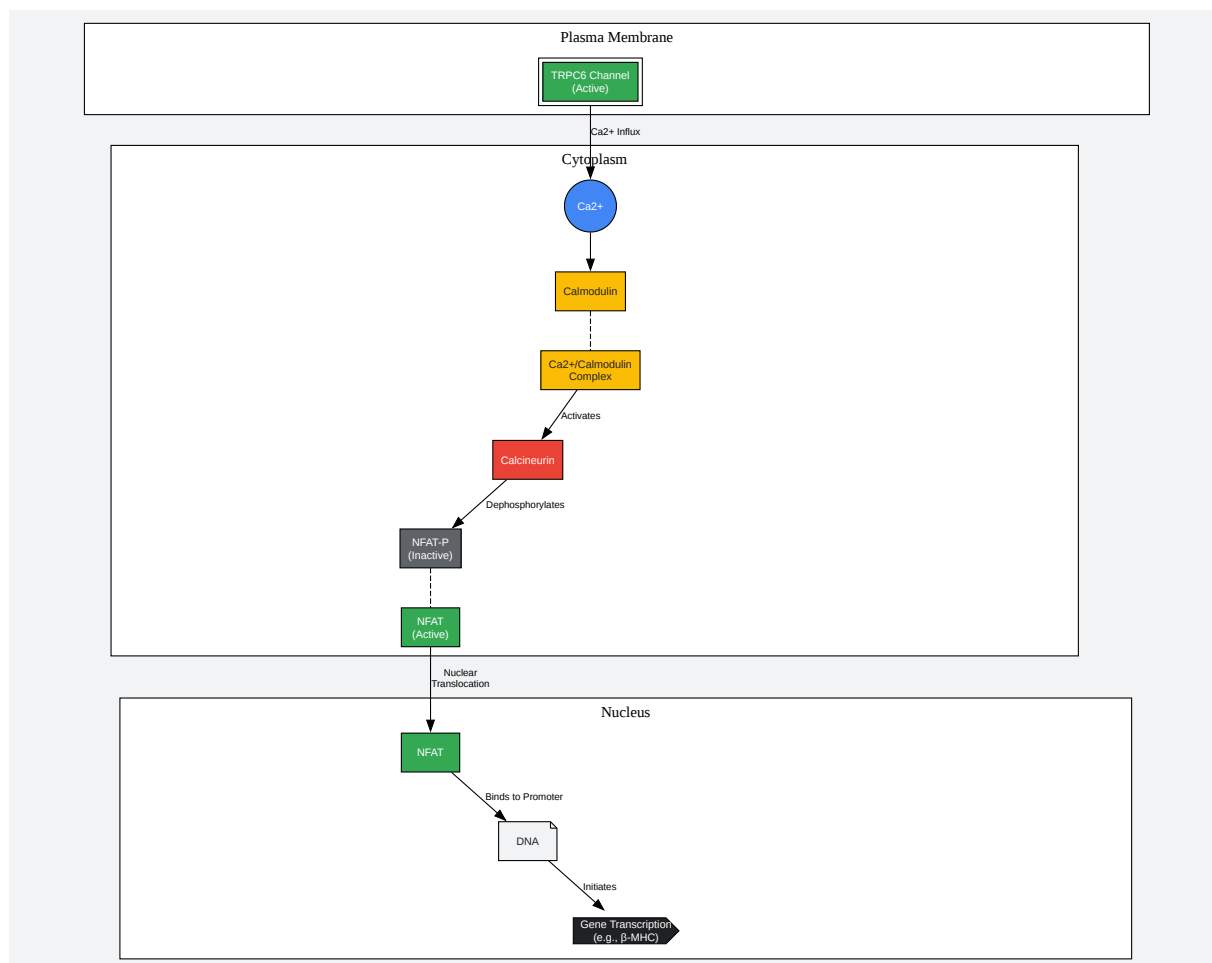 Plasma Membrane
TRPC6 Channel
(Active)
Ca2+ Influx
Cytoplasm
Ca2+
Calmodulin
Ca2+/Calmodulin
Complex
Activates
Calcineurin
Dephosphorylates
NFAT-P
(Inactive)
NFAT
(Active)
Nuclear
Translocation
Nucleus
NFAT
Binds to Promoter
DNA
Initiates
Gene Transcription
(e.g., β-MHC)